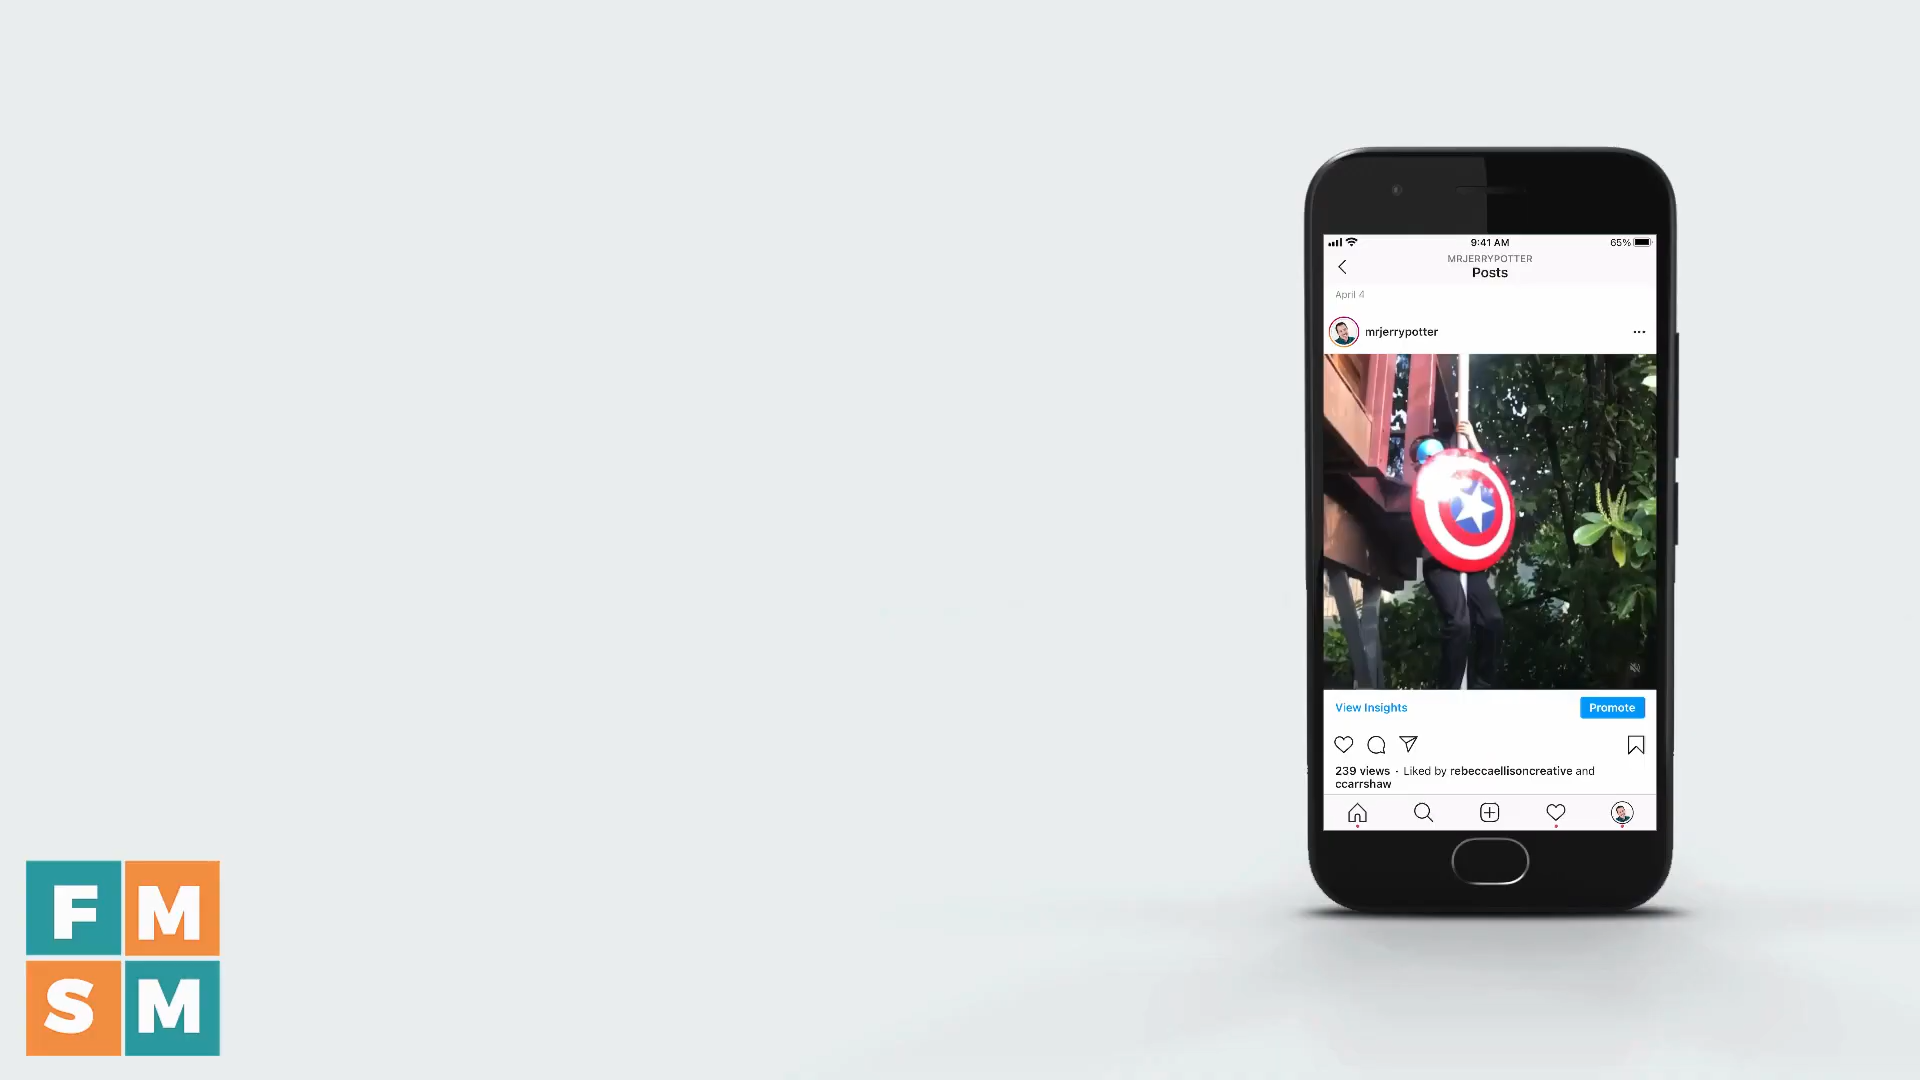 9:41 AM
65%
MRJERRYPOTTER
Posts
April 4
mrjerrypotter
View Insights
Promote
239 views · Liked by rebeccaellisoncreative and
ccarrshaw
F M
S M